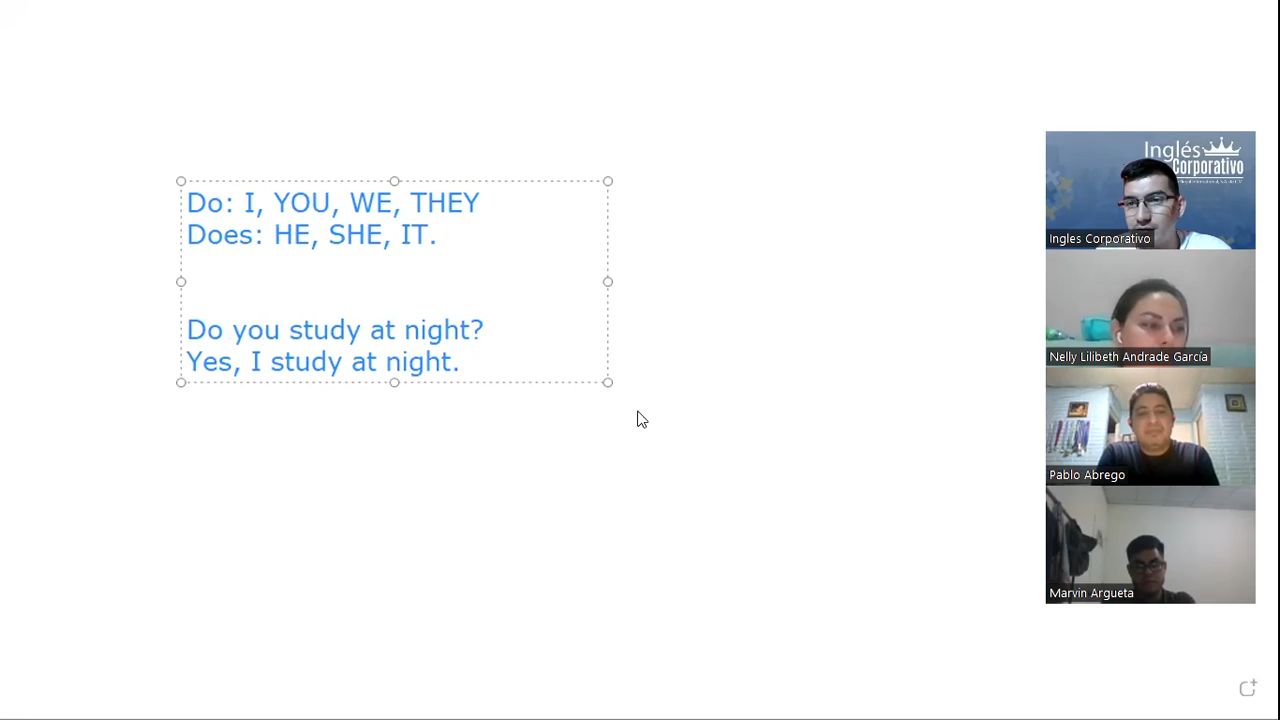 Do: I, YOU, WE, THEY
Does: HE, SHE, IT.
Do you study at night?
Yes, I study at night.
Inglés
Corporativo
Ingles Corporativo
Nelly Lilibeth Andrade García
Pablo Abrego
Marvin Argueta